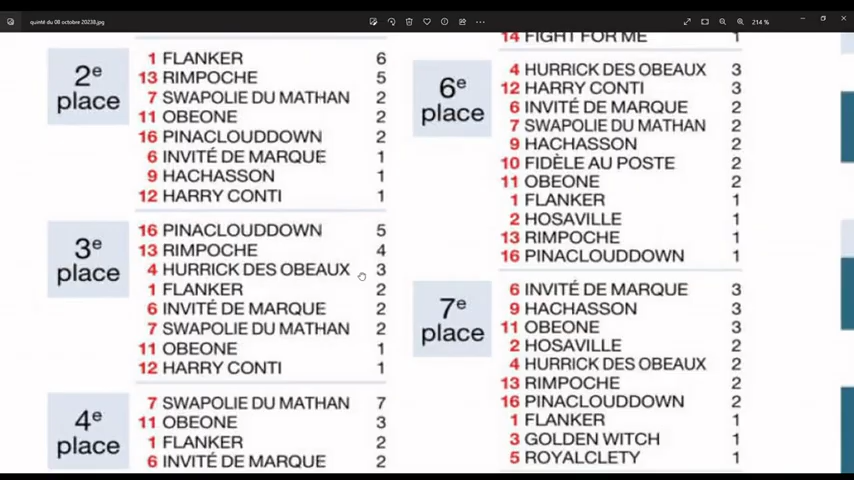 quinté du 08 octobre 20238.jpg
214 %
2e place
1 FLANKER 6
13 RIMPOCHE 5
7 SWAPOLIE DU MATHAN 2
11 OBEONE 2
16 PINACLOUDDOWN 2
6 INVITÉ DE MARQUE 1
9 HACHASSON 1
12 HARRY CONTI 1
3e place
16 PINACLOUDDOWN 5
13 RIMPOCHE 4
4 HURRICK DES OBEAUX 3
1 FLANKER 2
6 INVITÉ DE MARQUE 2
7 SWAPOLIE DU MATHAN 2
11 OBEONE 1
12 HARRY CONTI 1
4e place
7 SWAPOLIE DU MATHAN 7
11 OBEONE 3
1 FLANKER 2
6 INVITÉ DE MARQUE 2
14 FIGHT FOR ME 1
6e place
4 HURRICK DES OBEAUX 3
12 HARRY CONTI 3
6 INVITÉ DE MARQUE 2
7 SWAPOLIE DU MATHAN 2
9 HACHASSON 2
10 FIDÈLE AU POSTE 2
11 OBEONE 2
1 FLANKER 1
2 HOSAVILLE 1
13 RIMPOCHE 1
16 PINACLOUDDOWN 1
7e place
6 INVITÉ DE MARQUE 3
9 HACHASSON 3
11 OBEONE 3
2 HOSAVILLE 2
4 HURRICK DES OBEAUX 2
13 RIMPOCHE 2
16 PINACLOUDDOWN 2
1 FLANKER 1
3 GOLDEN WITCH 1
5 ROYALCLETY 1